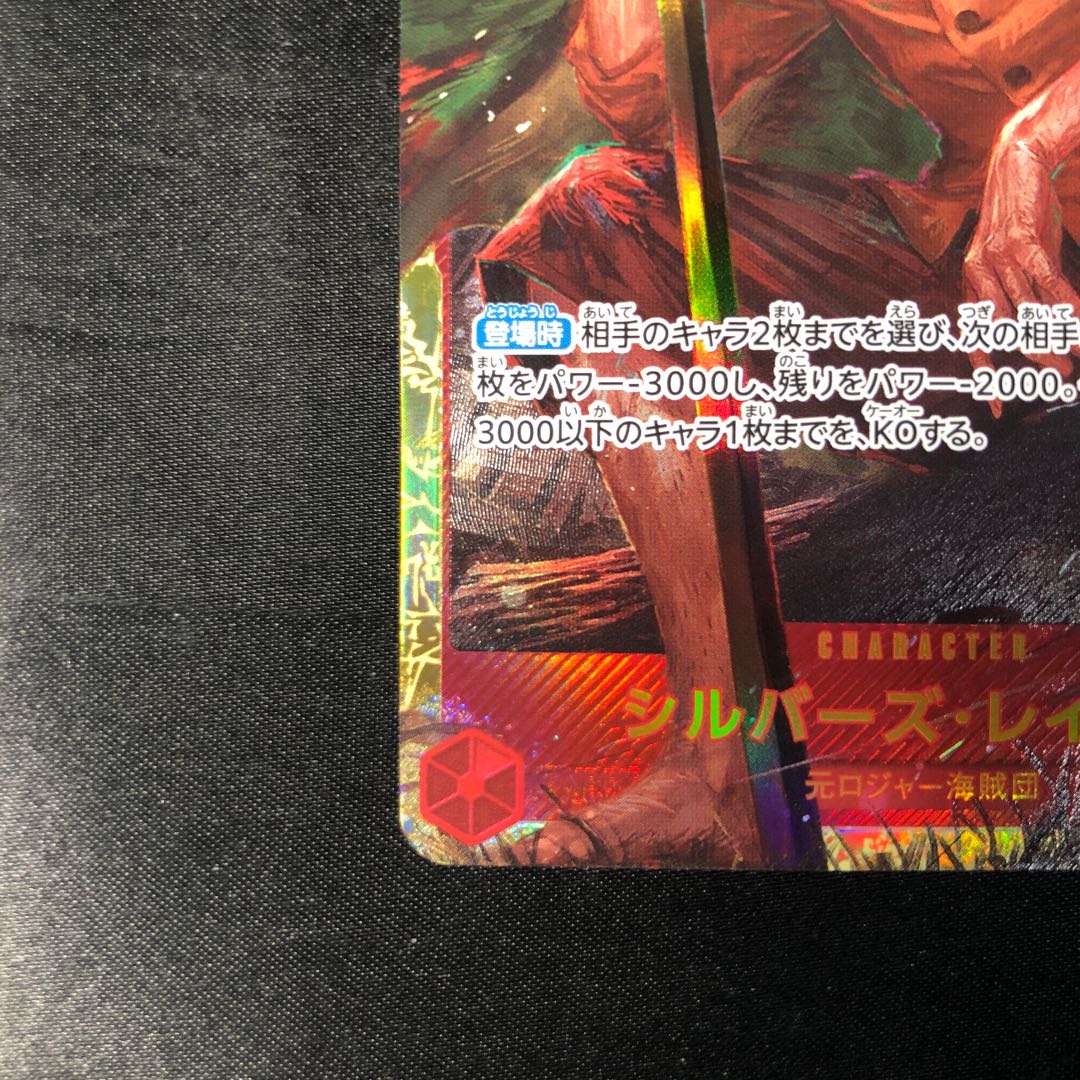 登場時 相手のキャラ2枚までを選び、次の相手
枚をパワー-3000し、残りをパワー-2000。
3000以下のキャラ1枚までを、KOする。
CHARACTER
シルバーズ・レイ
元ロジャー海賊団